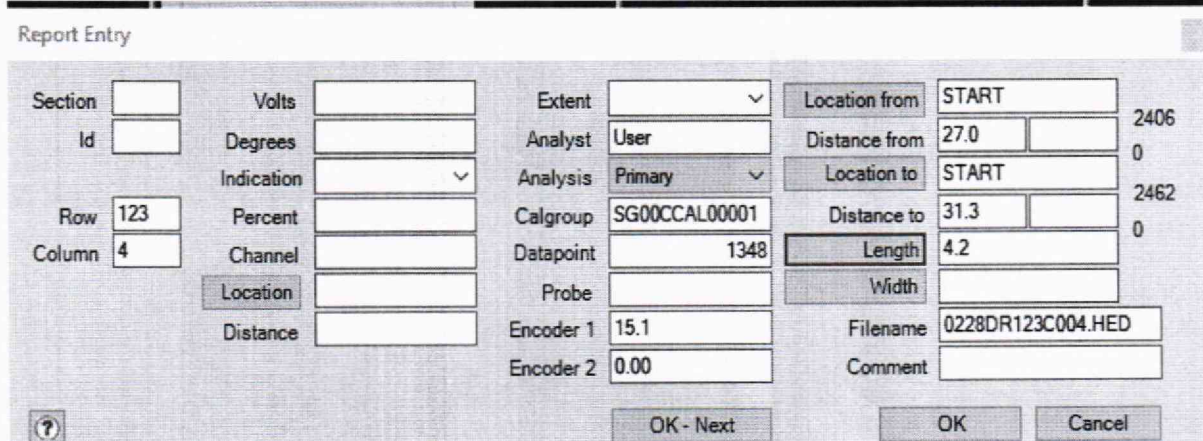 Report Entry
Section
Id
Row 123
Column 4
Volts
Degrees
Indication
Percent
Channel
Location
Distance
Extent
Analyst User
Analysis Primary
Calgroup SG00CCAL00001
Datapoint 1348
Probe
Encoder 1 15.1
Encoder 2 0.00
Location from START
2406
Distance from 27.0
0
Location to START
2462
Distance to 31.3
0
Length 4.2
Width
Filename 0228DR123C004.HED
Comment
?
OK - Next
OK
Cancel